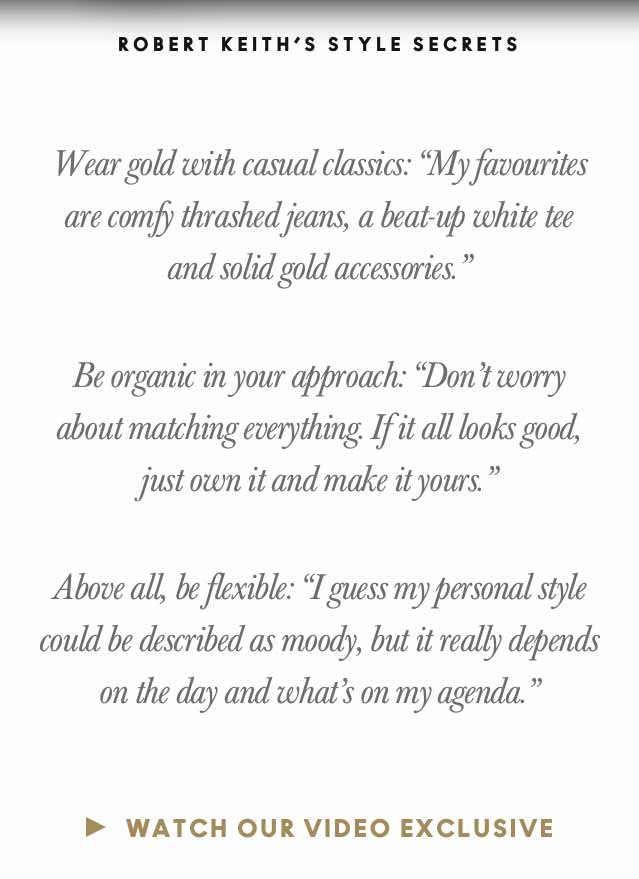 ROBERT KEITH’S STYLE SECRETS
Wear gold with casual classics: “My favourites
are comfy thrashed jeans, a beat-up white tee
and solid gold accessories.”
Be organic in your approach: “Don’t worry
about matching everything. If it all looks good,
just own it and make it yours.”
Above all, be flexible: “I guess my personal style
could be described as moody, but it really depends
on the day and what’s on my agenda.”
► WATCH OUR VIDEO EXCLUSIVE